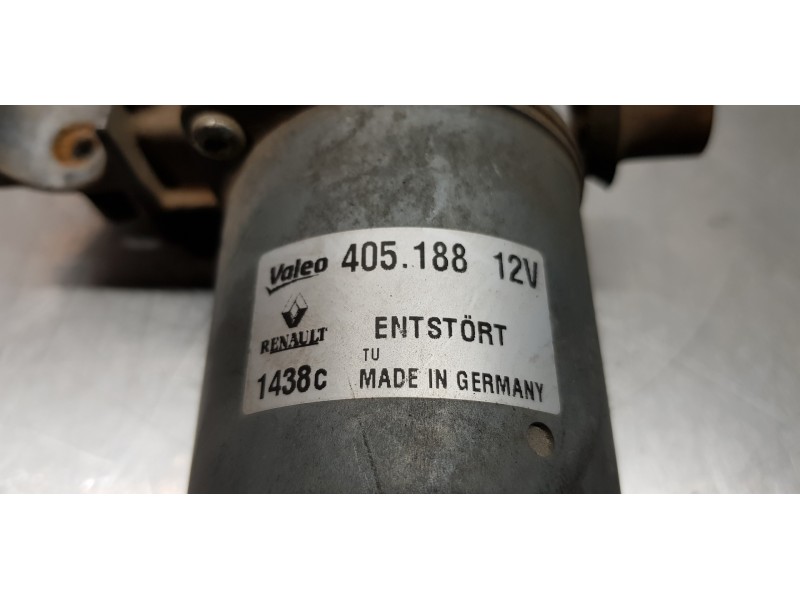 Valeo 405.188 12V
RENAULT ENTSTÖRT
TU
1438C MADE IN GERMANY